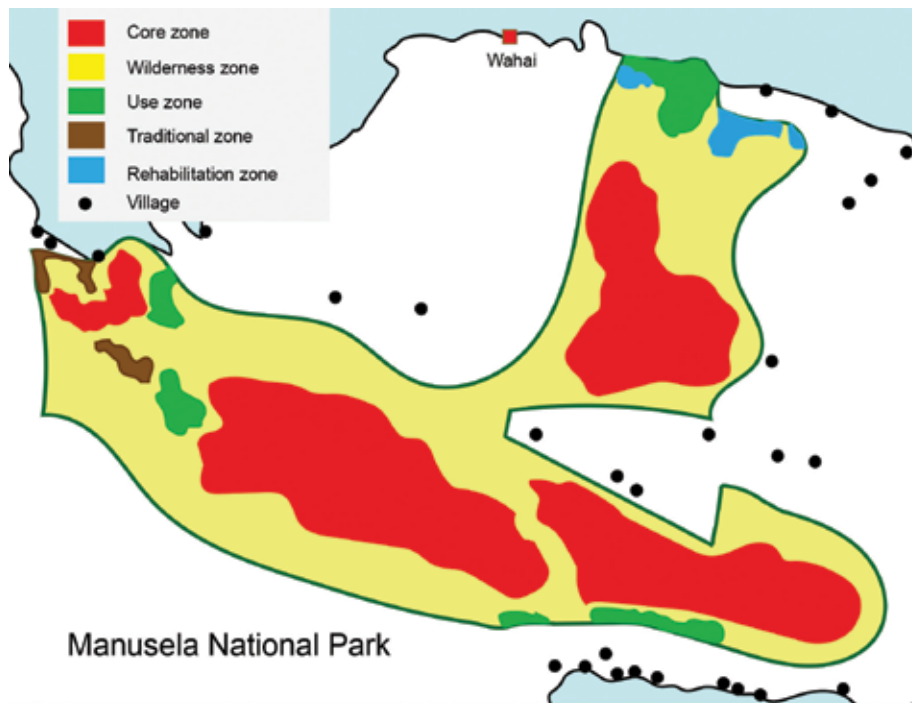 Core zone
Wilderness zone
Use zone
Traditional zone
Rehabilitation zone
Village
Wahai
Manusela National Park